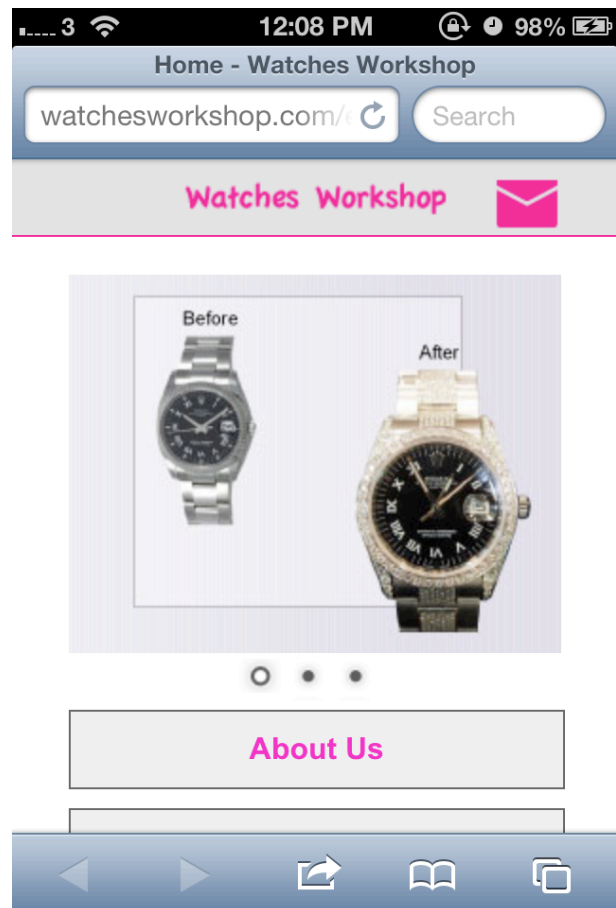 3 12:08 PM 98%
Home - Watches Workshop
watchesworkshop.com/
Search
Watches Workshop
Before
After
About Us